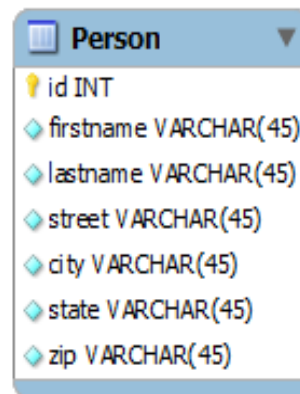 Person
id INT
firstname VARCHAR(45)
lastname VARCHAR(45)
street VARCHAR(45)
city VARCHAR(45)
state VARCHAR(45)
zip VARCHAR(45)